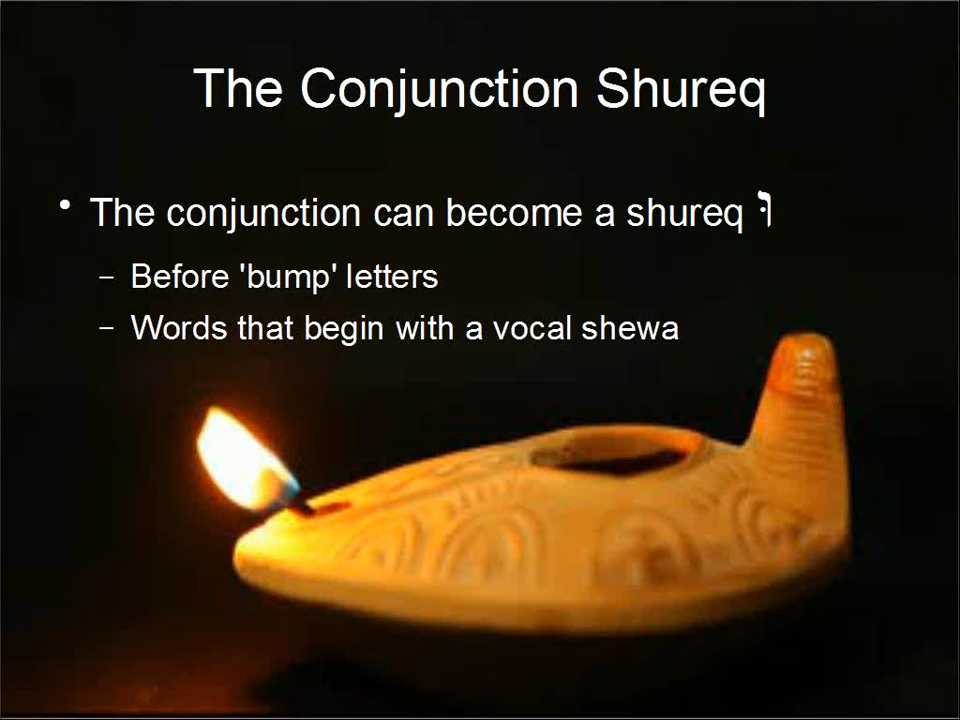 The Conjunction Shureq
• The conjunction can become a shureq וּ
– Before 'bump' letters
– Words that begin with a vocal shewa